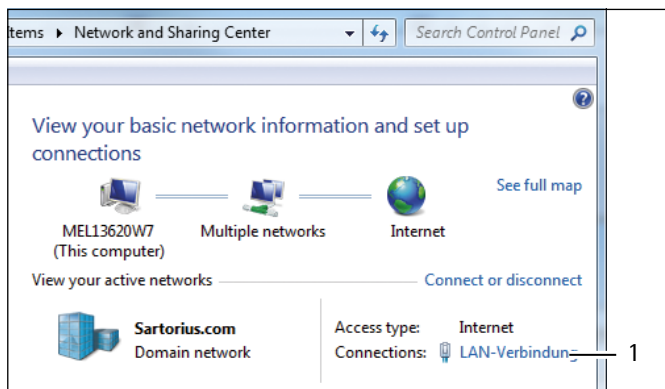 tems ▸ Network and Sharing Center
Search Control Panel
View your basic network information and set up
connections
See full map
MEL13620W7
(This computer)
Multiple networks
Internet
View your active networks
Connect or disconnect
Sartorius.com
Domain network
Access type: Internet
Connections: LAN-Verbindung
1